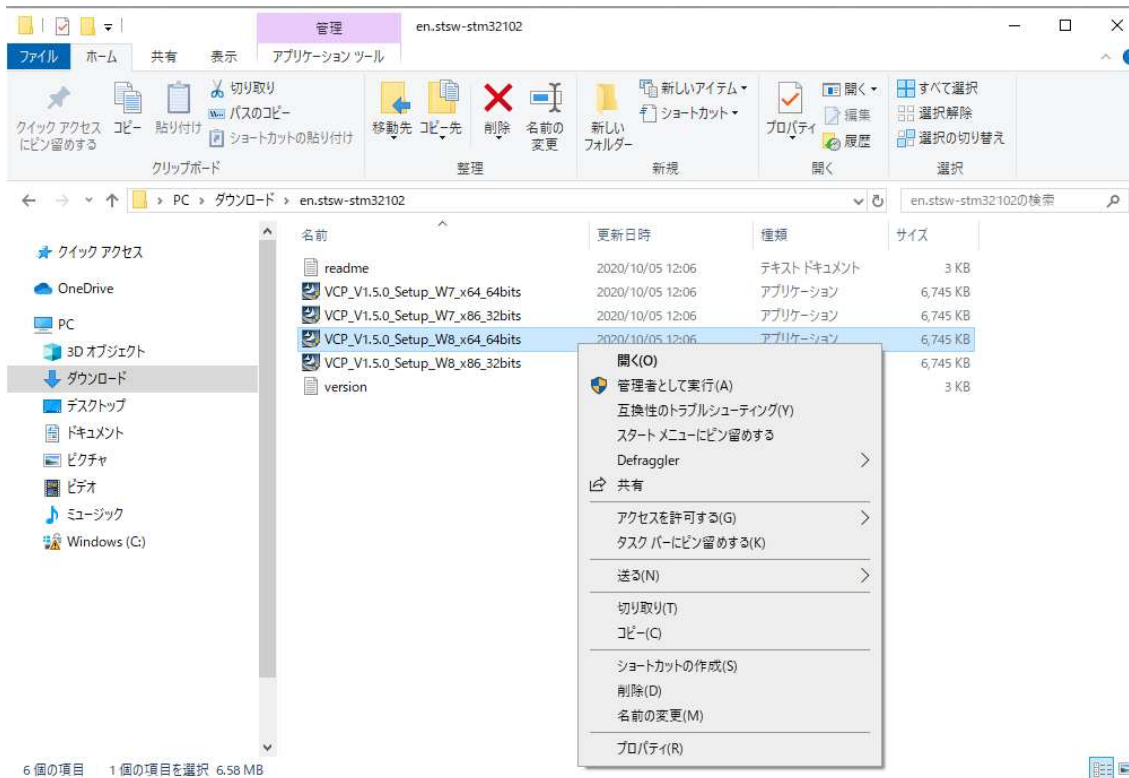 管理
en.stsw-stm32102
ファイル
ホーム
共有
表示
アプリケーション ツール
クイック アクセス
にピン留めする
コピー
貼り付け
切り取り
パスのコピー
ショートカットの貼り付け
クリップボード
移動先
コピー先
削除
名前の
変更
整理
新しい
フォルダー
新しいアイテム
ショートカット
新規
プロパティ
開く
編集
履歴
開く
すべて選択
選択解除
選択の切り替え
選択
PC › ダウンロード › en.stsw-stm32102
en.stsw-stm32102の検索
クイック アクセス
OneDrive
PC
3D オブジェクト
ダウンロード
デスクトップ
ドキュメント
ピクチャ
ビデオ
ミュージック
Windows (C:)
名前 更新日時 種類 サイズ
readme 2020/10/05 12:06 テキスト ドキュメント 3 KB
VCP_V1.5.0_Setup_W7_x64_64bits 2020/10/05 12:06 アプリケーション 6,745 KB
VCP_V1.5.0_Setup_W7_x86_32bits 2020/10/05 12:06 アプリケーション 6,745 KB
VCP_V1.5.0_Setup_W8_x64_64bits 2020/10/05 12:06 アプリケーション 6,745 KB
VCP_V1.5.0_Setup_W8_x86_32bits 6,745 KB
version 3 KB
開く(O)
管理者として実行(A)
互換性のトラブルシューティング(Y)
スタート メニューにピン留めする
Defraggler
共有
アクセスを許可する(G)
タスク バーにピン留めする(K)
送る(N)
切り取り(T)
コピー(C)
ショートカットの作成(S)
削除(D)
名前の変更(M)
プロパティ(R)
6 個の項目 1 個の項目を選択 6.58 MB